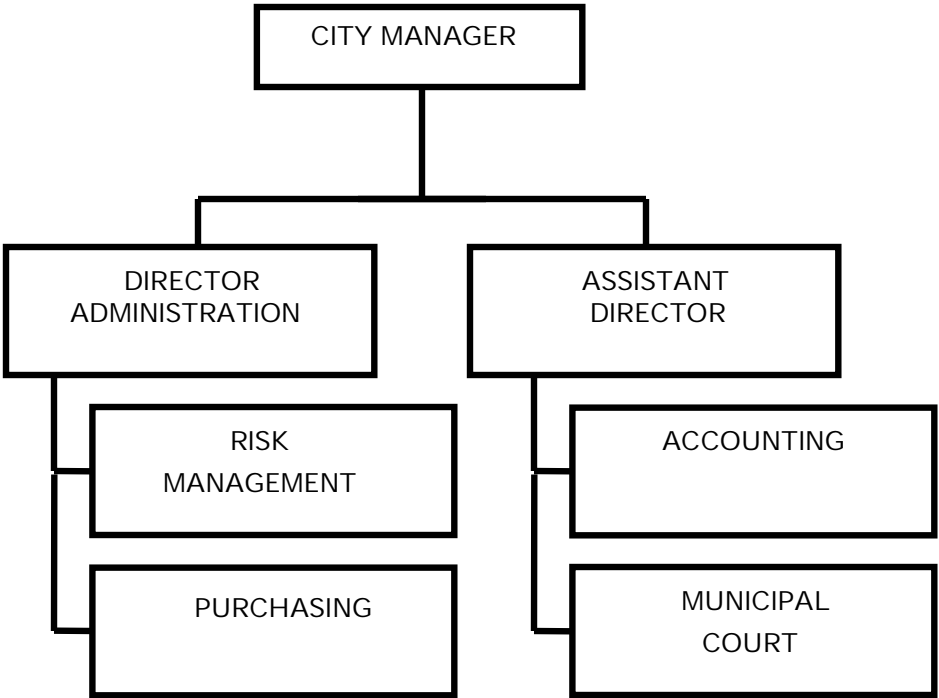 CITY MANAGER
DIRECTOR
ADMINISTRATION
ASSISTANT
DIRECTOR
RISK
MANAGEMENT
ACCOUNTING
PURCHASING
MUNICIPAL
COURT